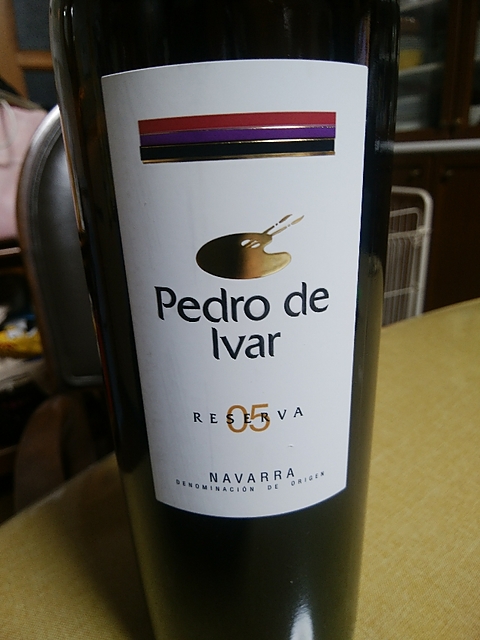 Pedro de
Ivar
RESERVA
05
NAVARRA
DENOMINACIÓN DE ORIGEN